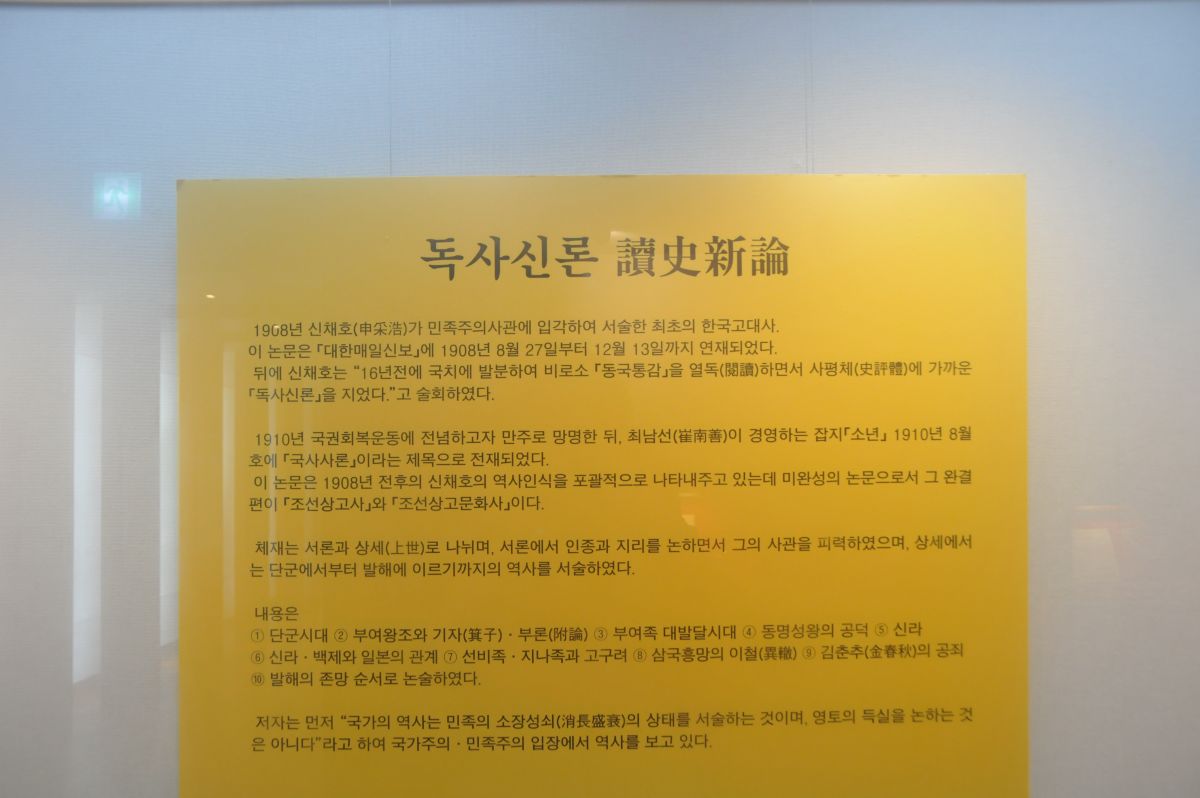 독사신론 讀史新論
1908년 신채호(申采浩)가 민족주의사관에 입각하여 서술한 최초의 한국고대사.
이 논문은 「대한매일신보」에 1908년 8월 27일부터 12월 13일까지 연재되었다.
뒤에 신채호는 “16년전에 국치에 발분하여 비로소 「동국통감」을 열독(閱讀)하면서 사평체(史評體)에 가까운
「독사신론」을 지었다.”고 술회하였다.
1910년 국권회복운동에 전념하고자 만주로 망명한 뒤, 최남선(崔南善)이 경영하는 잡지「소년」 1910년 8월
호에 「국사사론」이라는 제목으로 전재되었다.
이 논문은 1908년 전후의 신채호의 역사인식을 포괄적으로 나타내주고 있는데 미완성의 논문으로서 그 완결
편이 「조선상고사」와 「조선상고문화사」이다.
체재는 서론과 상세(上世)로 나뉘며, 서론에서 인종과 지리를 논하면서 그의 사관을 피력하였으며, 상세에서
는 단군에서부터 발해에 이르기까지의 역사를 서술하였다.
내용은
① 단군시대 ② 부여왕조와 기자(箕子)·부론(附論) ③ 부여족 대발달시대 ④ 동명성왕의 공덕 ⑤ 신라
⑥ 신라·백제와 일본의 관계 ⑦ 선비족·지나족과 고구려 ⑧ 삼국흥망의 이철(異轍) ⑨ 김춘추(金春秋)의 공죄
⑩ 발해의 존망 순서로 논술하였다.
저자는 먼저 “국가의 역사는 민족의 소장성쇠(消長盛衰)의 상태를 서술하는 것이며, 영토의 득실을 논하는 것
은 아니다”라고 하여 국가주의·민족주의 입장에서 역사를 보고 있다.